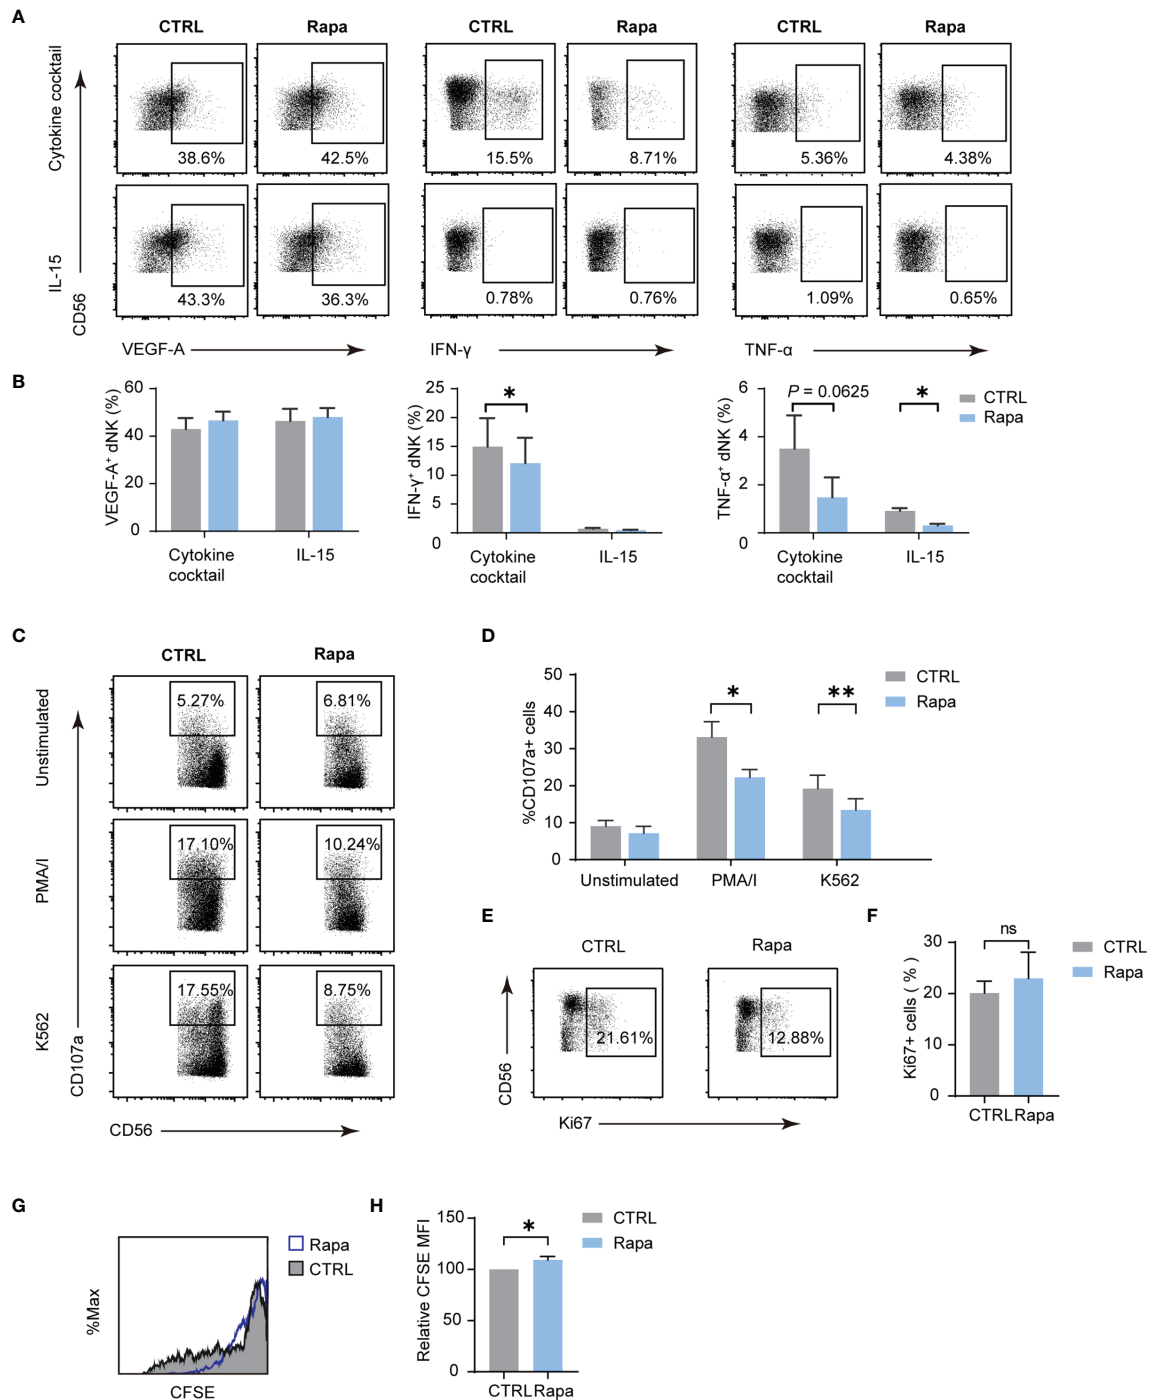 A
CTRL Rapa CTRL Rapa CTRL Rapa
Cytokine cocktail
38.6% 42.5% 15.5% 8.71% 5.36% 4.38%
IL-15
43.3% 36.3% 0.78% 0.76% 1.09% 0.65%
CD56
VEGF-A IFN-γ TNF-α
B
VEGF-A⁺ dNK (%)
60
40
20
0
Cytokine cocktail IL-15
IFN-γ⁺ dNK (%)
25
20
15
10
5
0
*
Cytokine cocktail IL-15
TNF-α⁺ dNK (%)
6
4
2
0
P = 0.0625 *
Cytokine cocktail IL-15
CTRL
Rapa
C
CTRL Rapa
Unstimulated
5.27% 6.81%
PMA/I
17.10% 10.24%
K562
17.55% 8.75%
CD107a
CD56
D
%CD107a+ cells
50
40
30
20
10
0
* **
Unstimulated PMA/I K562
CTRL
Rapa
E
CTRL Rapa
21.61% 12.88%
CD56
Ki67
F
Ki67+ cells ( % )
30
20
10
0
ns
CTRL Rapa
CTRL
Rapa
G
%Max
CFSE
Rapa
CTRL
H
Relative CFSE MFI
150
100
50
0
*
CTRL Rapa
CTRL
Rapa